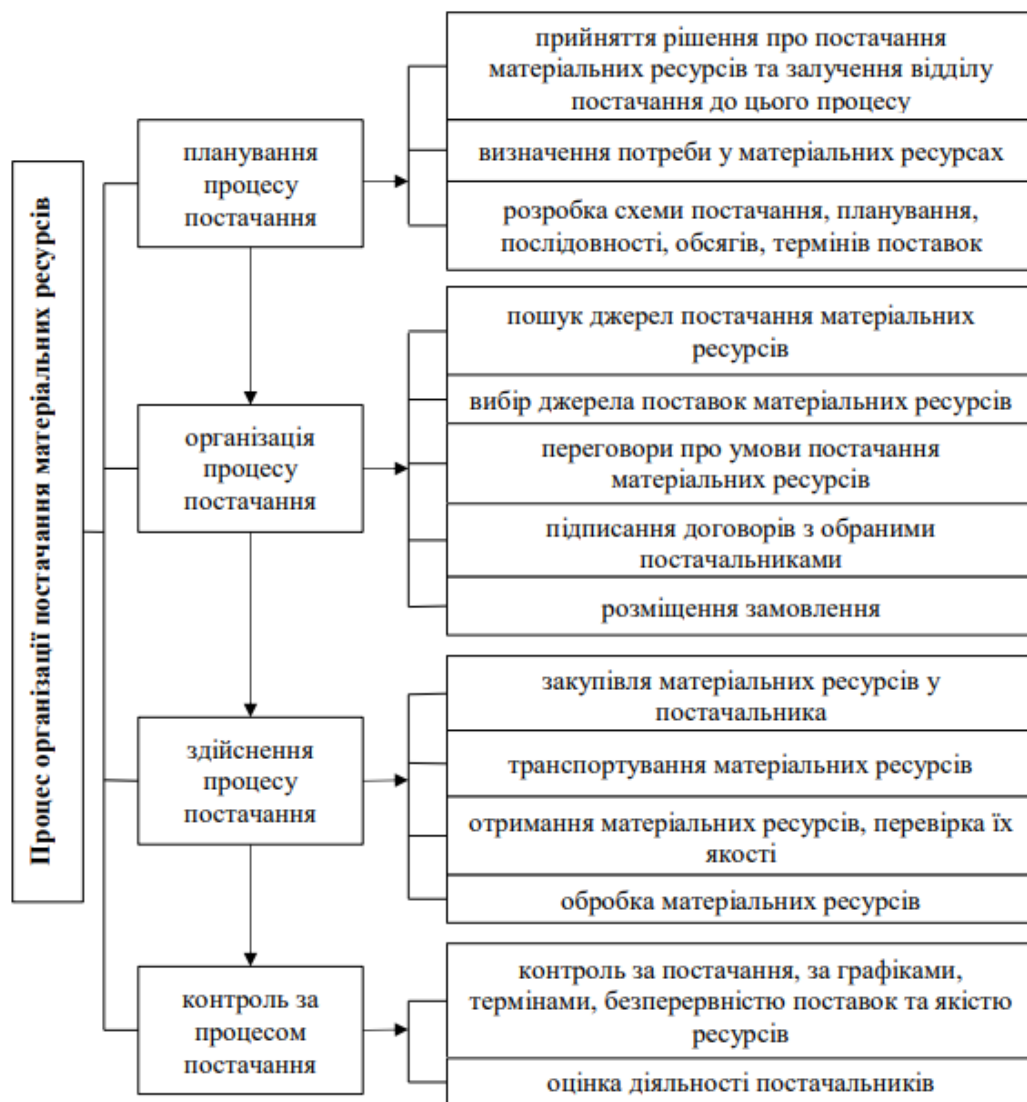 Процес організації постачання матеріальних ресурсів
планування
процесу
постачання
прийняття рішення про постачання
матеріальних ресурсів та залучення відділу
постачання до цього процесу
визначення потреби у матеріальних ресурсах
розробка схеми постачання, планування,
послідовності, обсягів, термінів поставок
організація
процесу
постачання
пошук джерел постачання матеріальних
ресурсів
вибір джерела поставок матеріальних ресурсів
переговори про умови постачання
матеріальних ресурсів
підписання договорів з обраними
постачальниками
розміщення замовлення
здійснення
процесу
постачання
закупівля матеріальних ресурсів у
постачальника
транспортування матеріальних ресурсів
отримання матеріальних ресурсів, перевірка їх
якості
обробка матеріальних ресурсів
контроль за
процесом
постачання
контроль за постачання, за графіками,
термінами, безперервністю поставок та якістю
ресурсів
оцінка діяльності постачальників